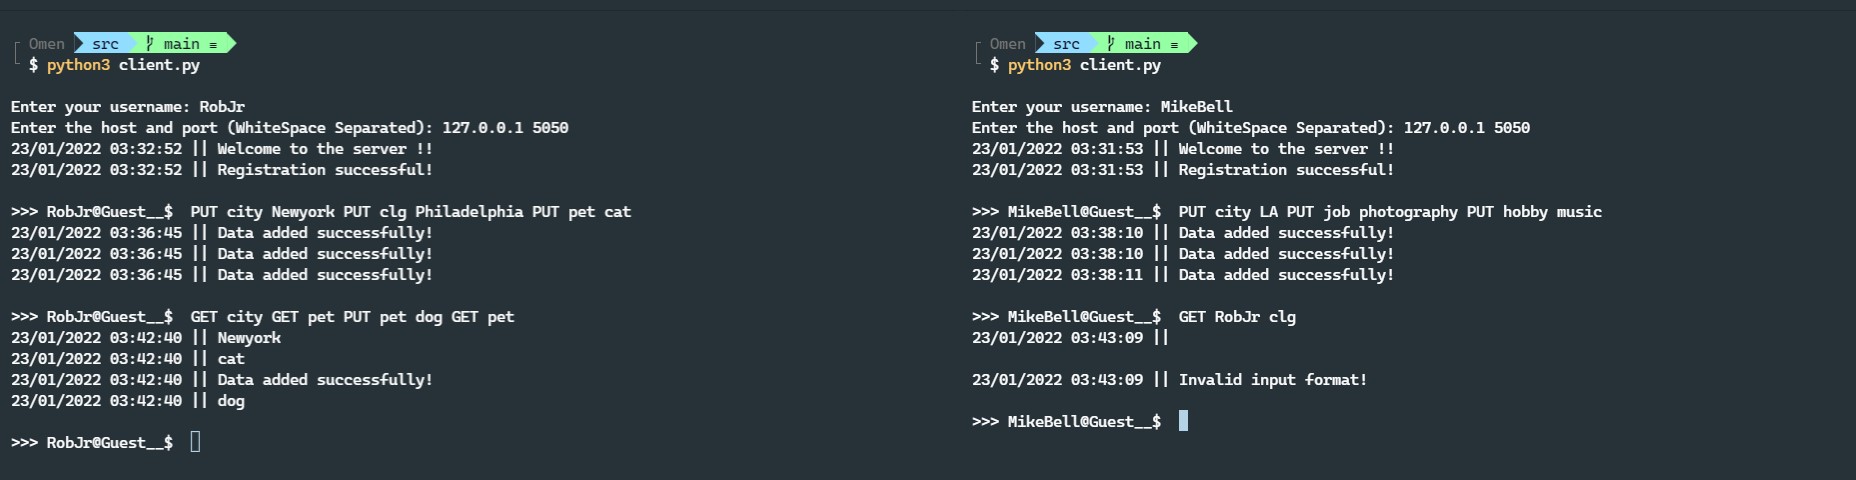 Omen src main ≡
$ python3 client.py
Enter your username: RobJr
Enter the host and port (WhiteSpace Separated): 127.0.0.1 5050
23/01/2022 03:32:52 || Welcome to the server !!
23/01/2022 03:32:52 || Registration successful!
>>> RobJr@Guest__$ PUT city Newyork PUT clg Philadelphia PUT pet cat
23/01/2022 03:36:45 || Data added successfully!
23/01/2022 03:36:45 || Data added successfully!
23/01/2022 03:36:45 || Data added successfully!
>>> RobJr@Guest__$ GET city GET pet PUT pet dog GET pet
23/01/2022 03:42:40 || Newyork
23/01/2022 03:42:40 || cat
23/01/2022 03:42:40 || Data added successfully!
23/01/2022 03:42:40 || dog
>>> RobJr@Guest__$
Omen src main ≡
$ python3 client.py
Enter your username: MikeBell
Enter the host and port (WhiteSpace Separated): 127.0.0.1 5050
23/01/2022 03:31:53 || Welcome to the server !!
23/01/2022 03:31:53 || Registration successful!
>>> MikeBell@Guest__$ PUT city LA PUT job photography PUT hobby music
23/01/2022 03:38:10 || Data added successfully!
23/01/2022 03:38:10 || Data added successfully!
23/01/2022 03:38:11 || Data added successfully!
>>> MikeBell@Guest__$ GET RobJr clg
23/01/2022 03:43:09 ||
23/01/2022 03:43:09 || Invalid input format!
>>> MikeBell@Guest__$